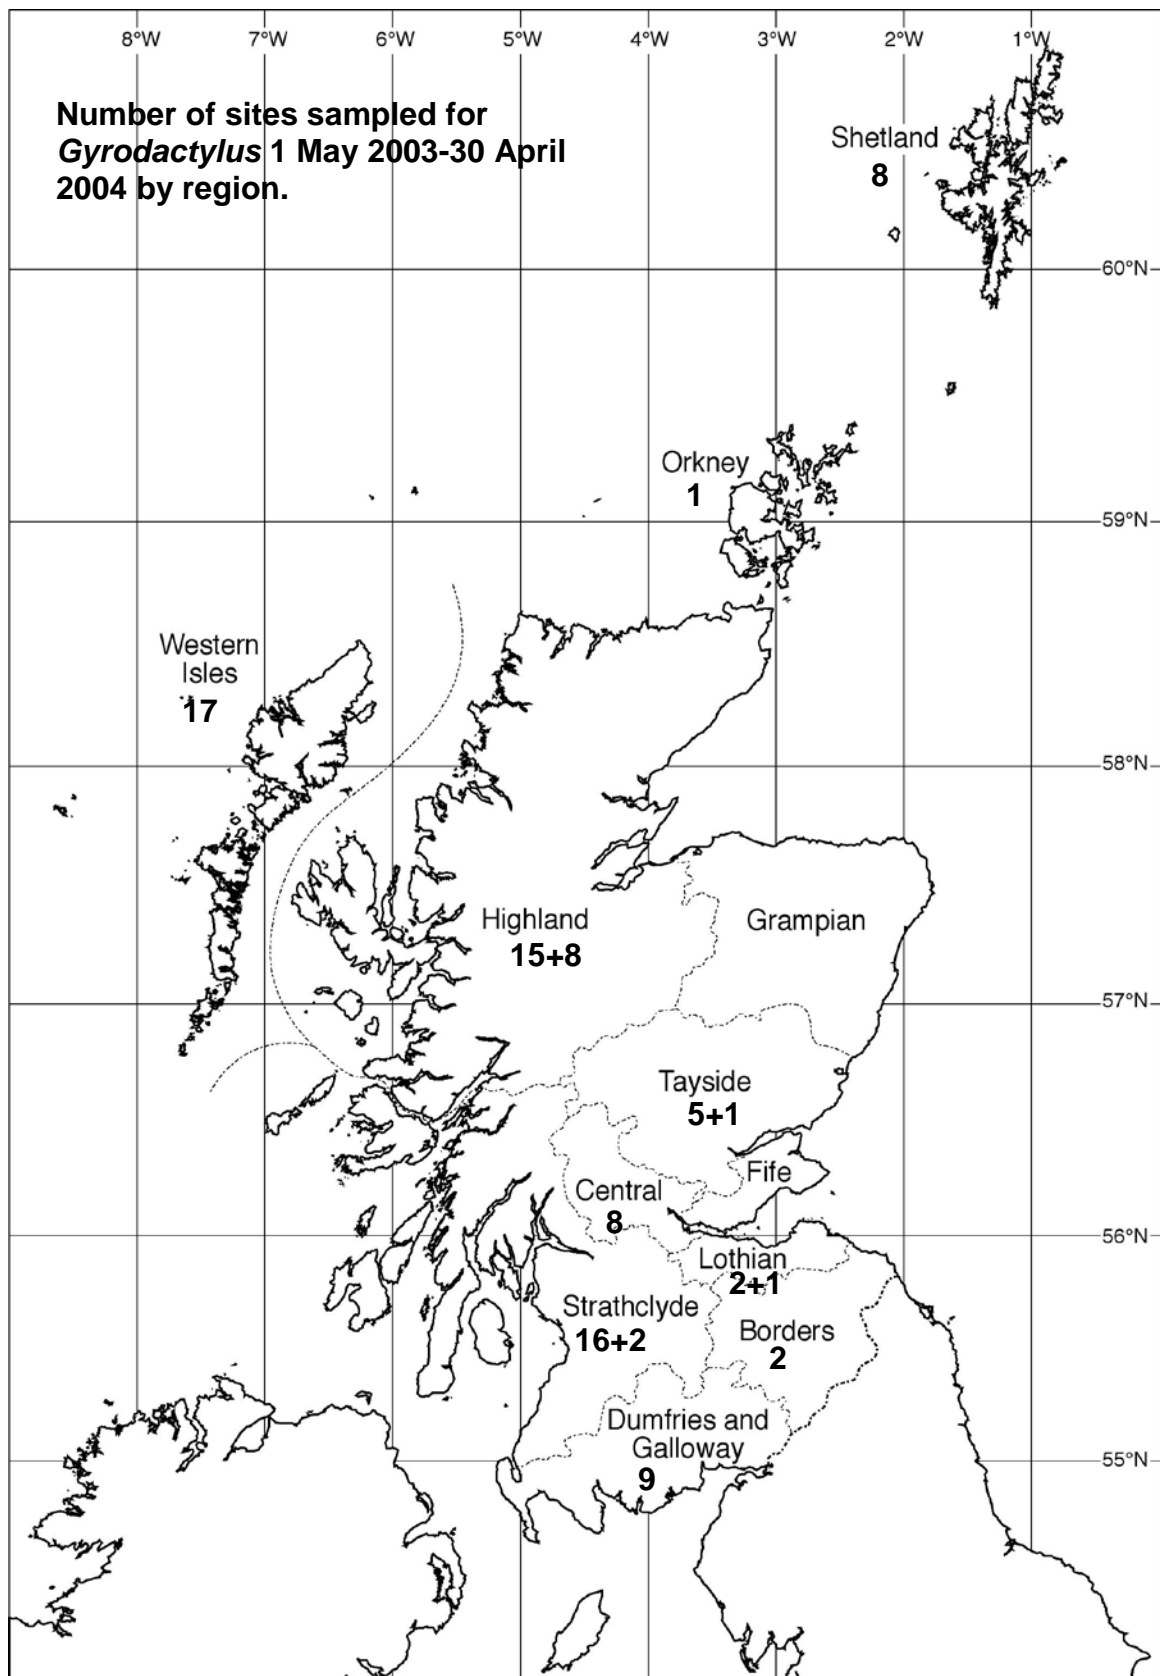 8°W 7°W 6°W 5°W 4°W 3°W 2°W 1°W
Number of sites sampled for
Gyrodactylus 1 May 2003-30 April
2004 by region.
Shetland
8
60°N
Orkney
1
59°N
Western
Isles
17
58°N
Highland
15+8
Grampian
57°N
Tayside
5+1
Fife
Central
8
56°N
Lothian
2+1
Strathclyde
16+2
Borders
2
Dumfries and
Galloway
9
55°N